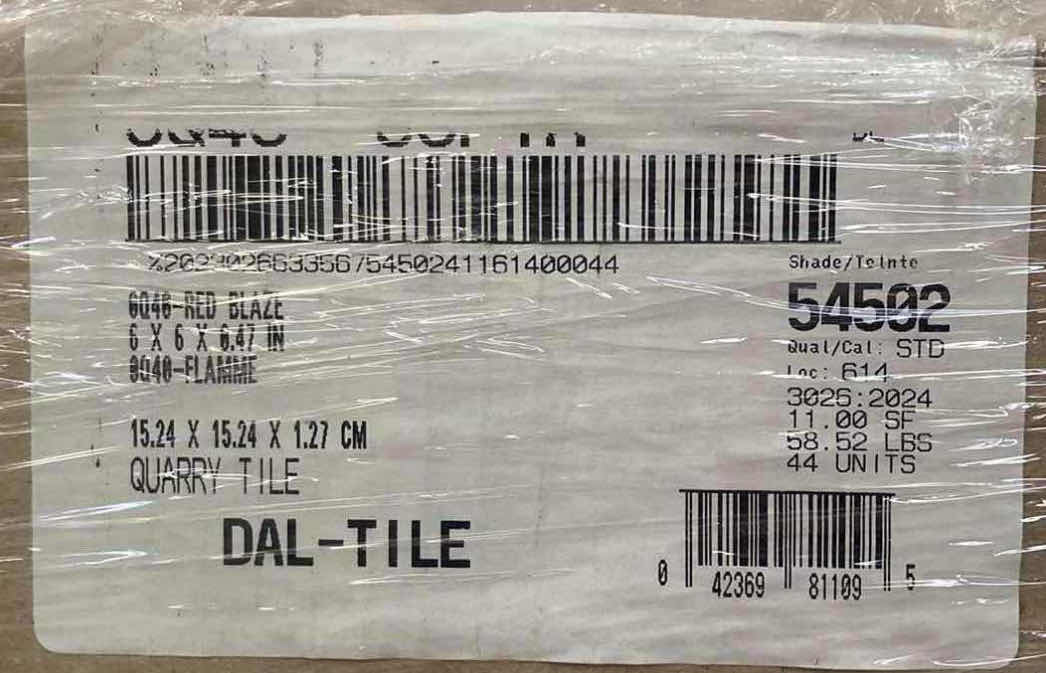 Shade/Teinte
0Q40-RED BLAZE
54502
6 X 6 X 0.47 IN
Qual/Cal: STD
0Q40-FLAMME
Loc: 614
3026:2024
11.00 SF
15.24 X 15.24 X 1.27 CM
58.52 LBS
QUARRY TILE
44 UNITS
DAL-TILE
0 42369 81109 5